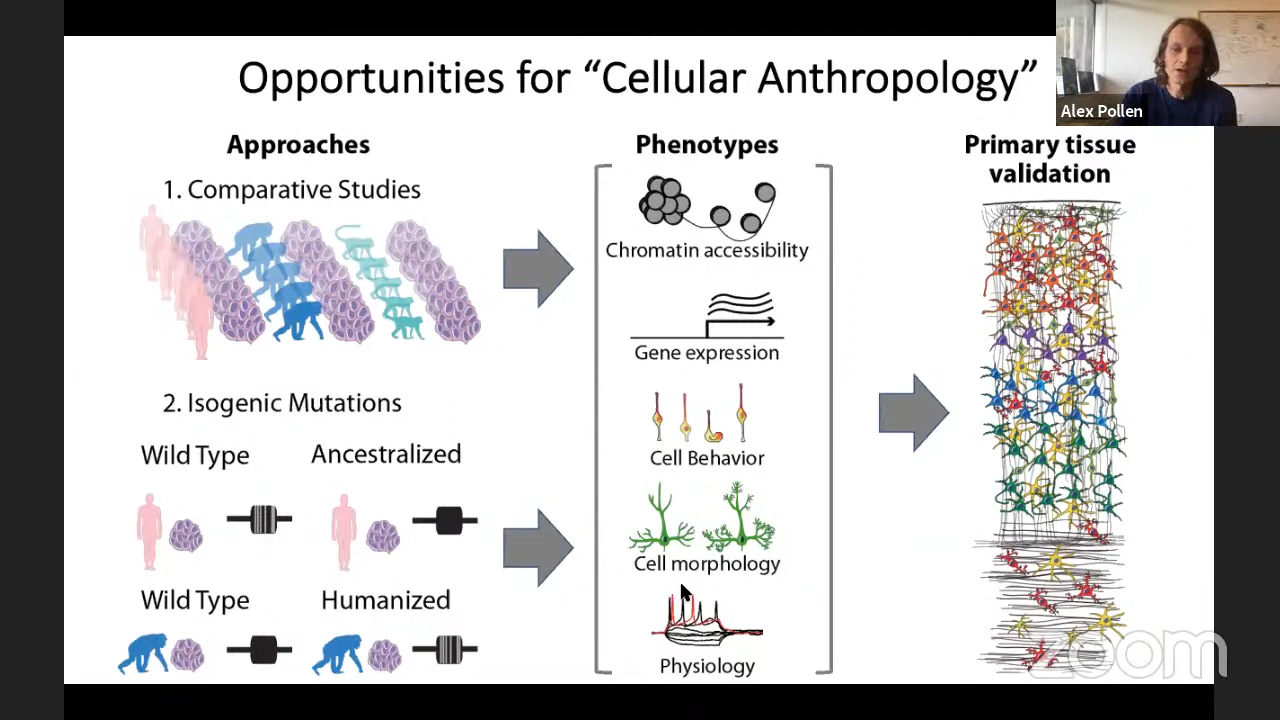 Opportunities for “Cellular Anthropology”
Alex Pollen
Approaches
1. Comparative Studies
2. Isogenic Mutations
Wild Type
Ancestralized
Wild Type
Humanized
Phenotypes
Chromatin accessibility
Gene expression
Cell Behavior
Cell morphology
Physiology
Primary tissue
validation
zoom